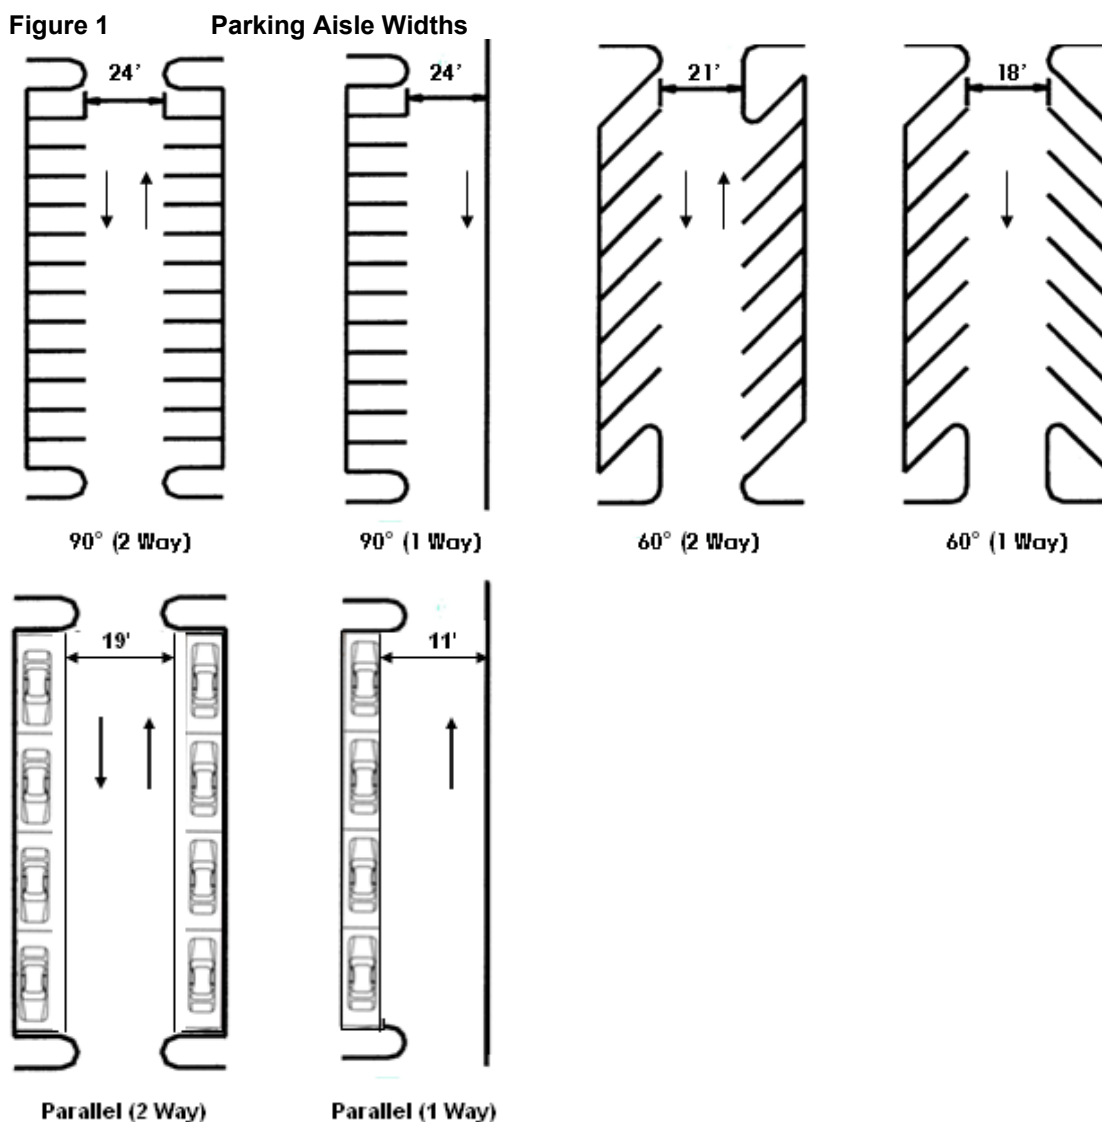 Figure 1 Parking Aisle Widths
24' 24' 21' 18'
90° (2 Way) 90° (1 Way) 60° (2 Way) 60° (1 Way)
19' 11'
Parallel (2 Way) Parallel (1 Way)